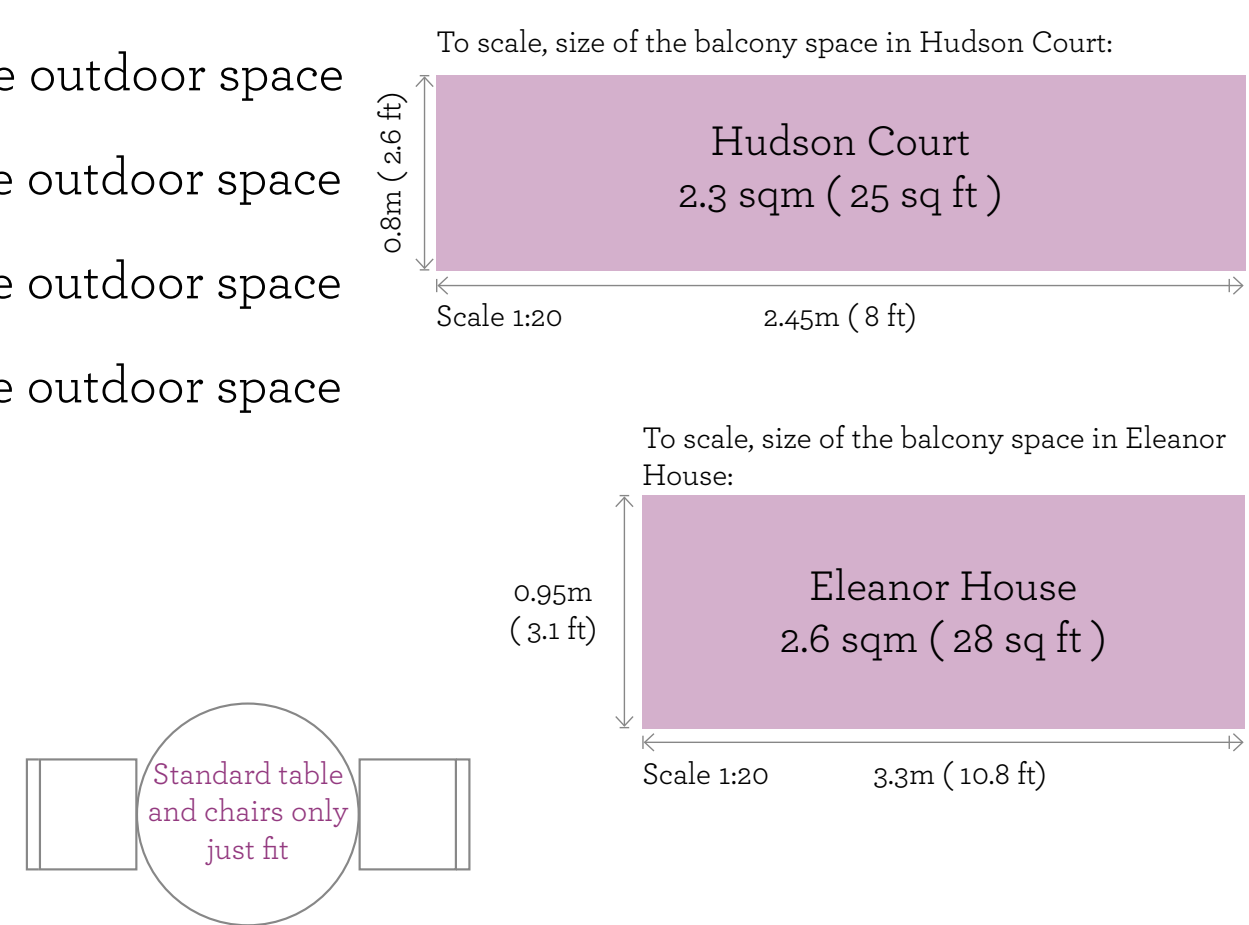 e outdoor space
e outdoor space
e outdoor space
e outdoor space
To scale, size of the balcony space in Hudson Court:
0.8m ( 2.6 ft)
Hudson Court
2.3 sqm ( 25 sq ft )
Scale 1:20
2.45m ( 8 ft)
To scale, size of the balcony space in Eleanor
House:
0.95m
( 3.1 ft)
Eleanor House
2.6 sqm ( 28 sq ft )
Scale 1:20
3.3m ( 10.8 ft)
Standard table
and chairs only
just fit